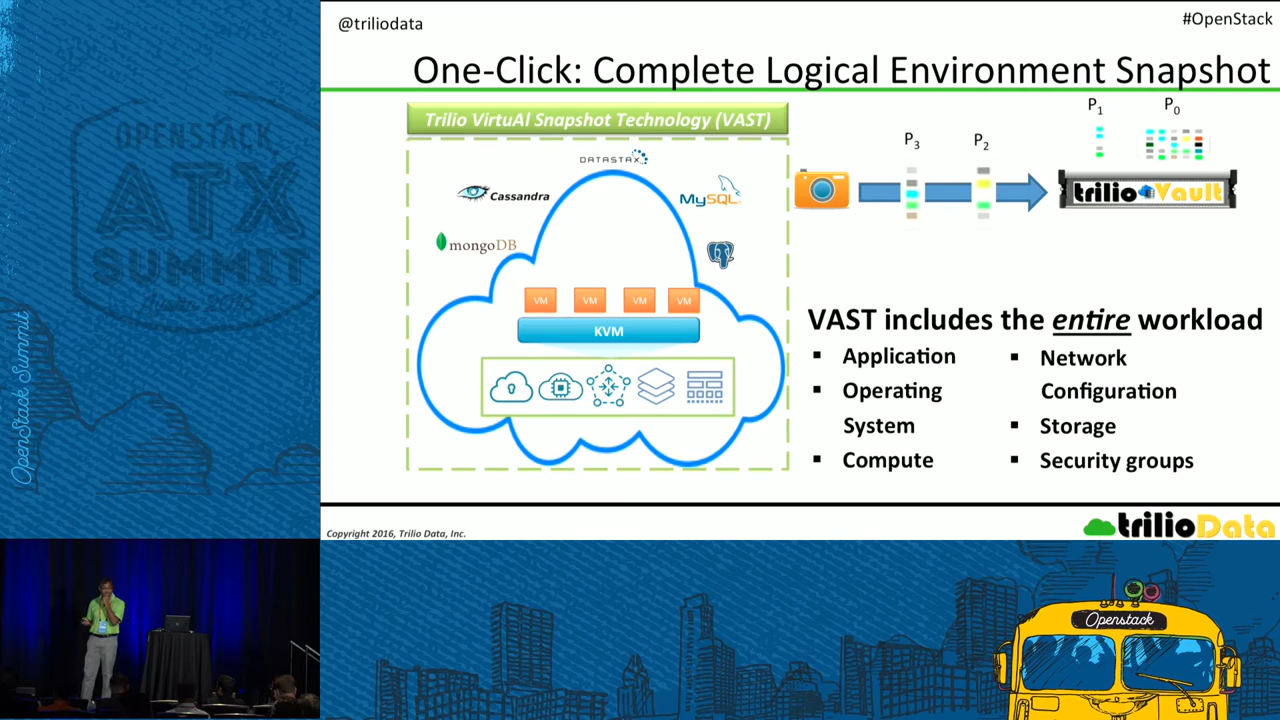 @triliodata
#OpenStack
One-Click: Complete Logical Environment Snapshot
Trilio VirtuAl Snapshot Technology (VAST)
DATASTAX
Cassandra
MySQL
mongoDB
VM VM VM VM
KVM
P3
P2
P1
P0
trilioVault
VAST includes the entire workload
▪ Application
▪ Operating
System
▪ Compute
▪ Network
Configuration
▪ Storage
▪ Security groups
Copyright 2016, Trilio Data, Inc.
trilioData
OPENSTACK
ATX
SUMMIT
OpenStack Summit
Openstack